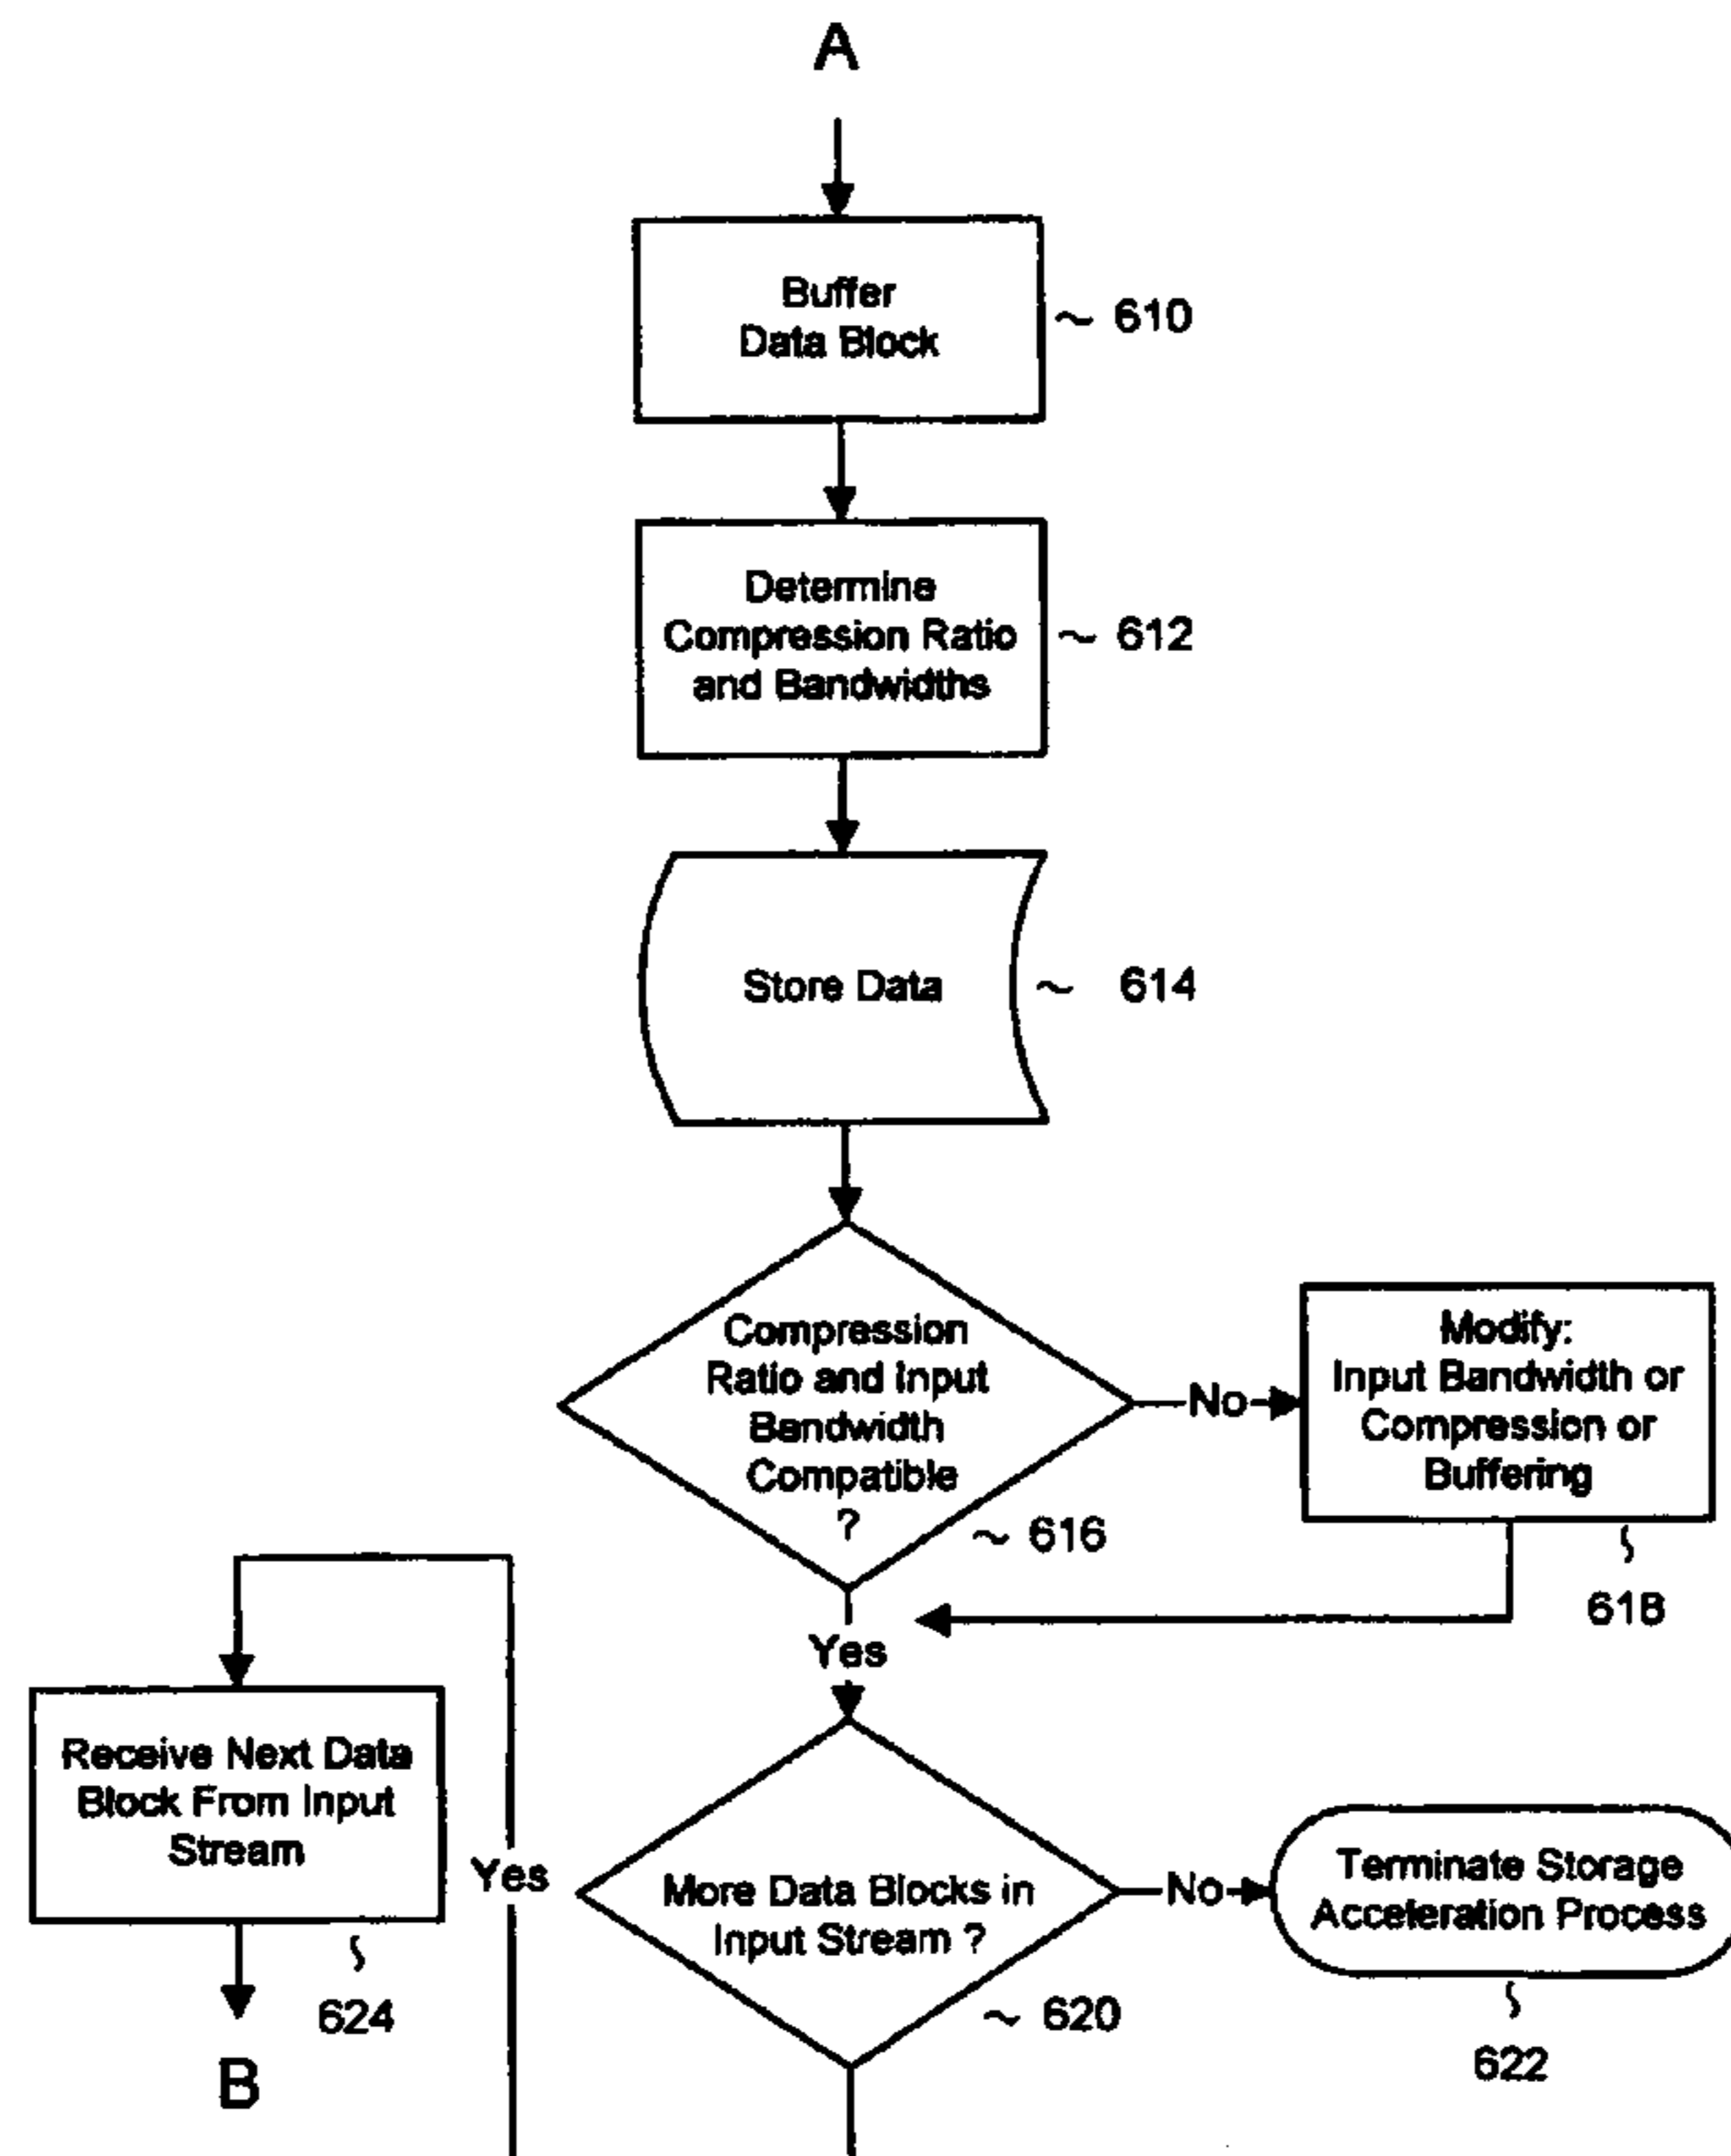 A
Buffer
Data Block
~ 610
Determine
Compression Ratio
and Bandwidths
~ 612
Store Data
~ 614
Compression
Ratio and Input
Bandwidth
Compatible
?
~ 616
No
Modify:
Input Bandwidth or
Compression or
Buffering
618
Yes
Receive Next Data
Block From Input
Stream
624
B
Yes
More Data Blocks in
Input Stream ?
~ 620
No
Terminate Storage
Acceleration Process
622